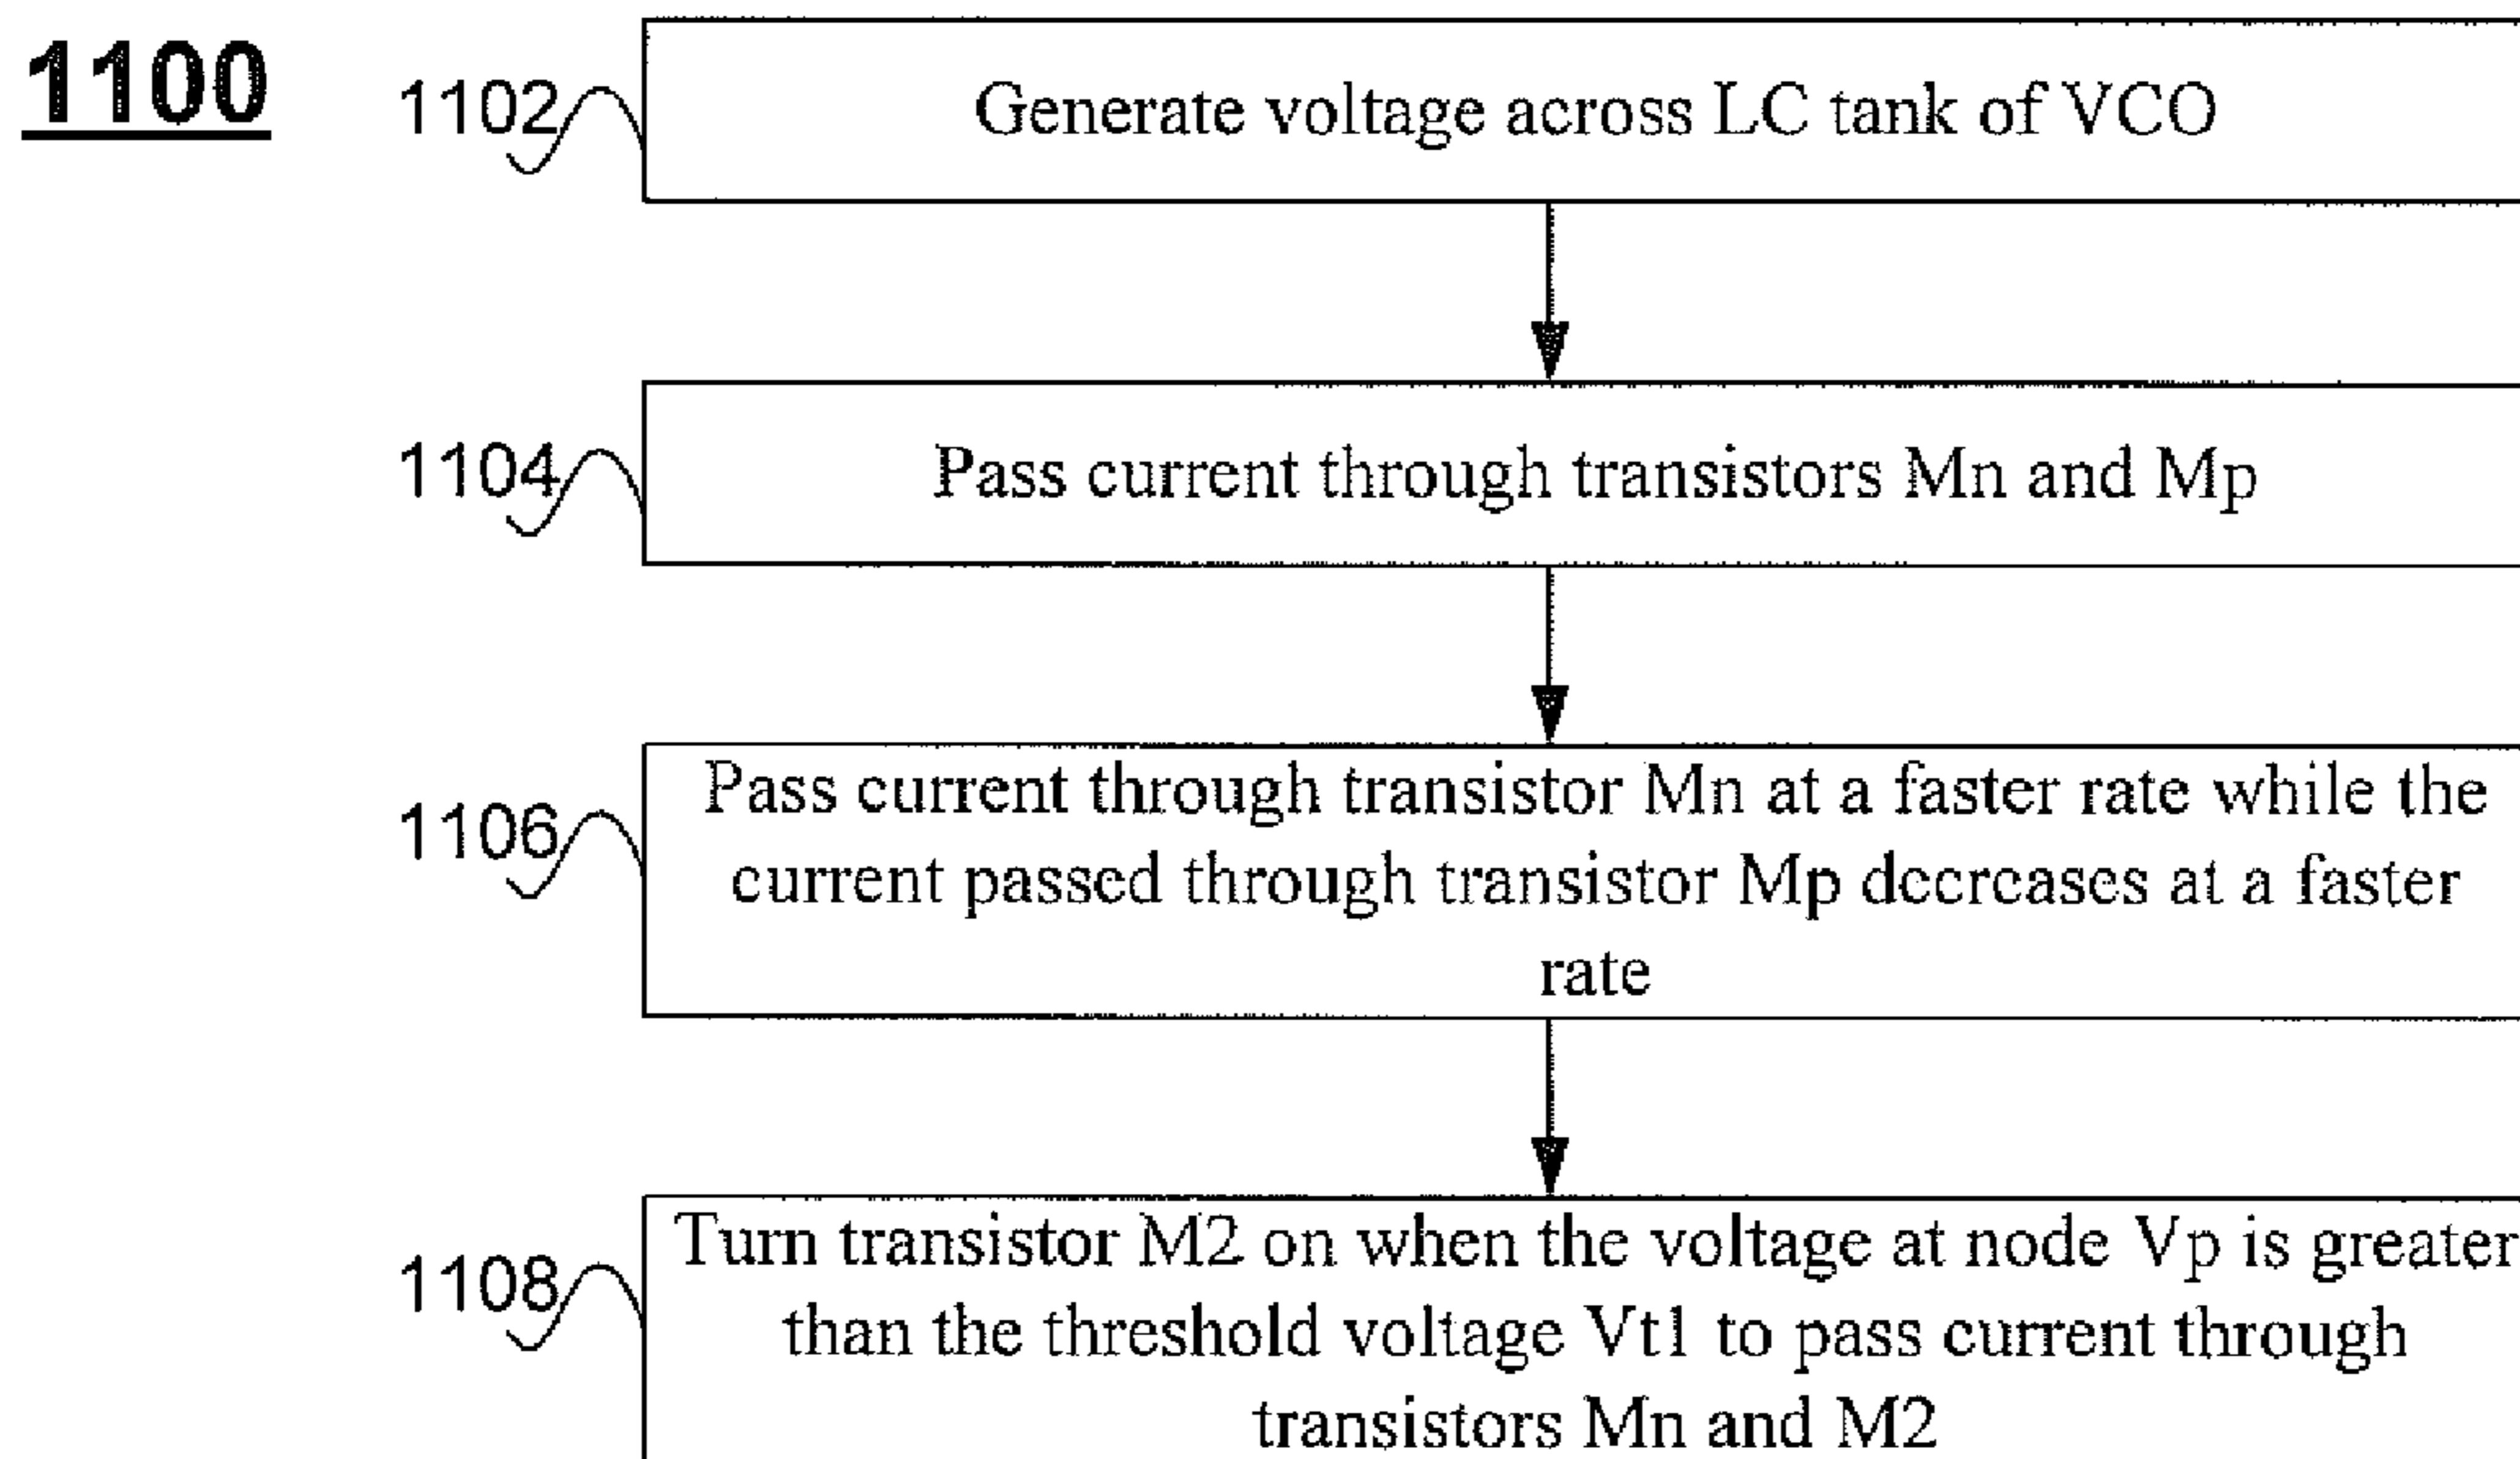 1100
1102
Generate voltage across LC tank of VCO
1104
Pass current through transistors Mn and Mp
1106
Pass current through transistor Mn at a faster rate while the
current passed through transistor Mp decreases at a faster
rate
1108
Turn transistor M2 on when the voltage at node Vp is greater
than the threshold voltage Vt1 to pass current through
transistors Mn and M2